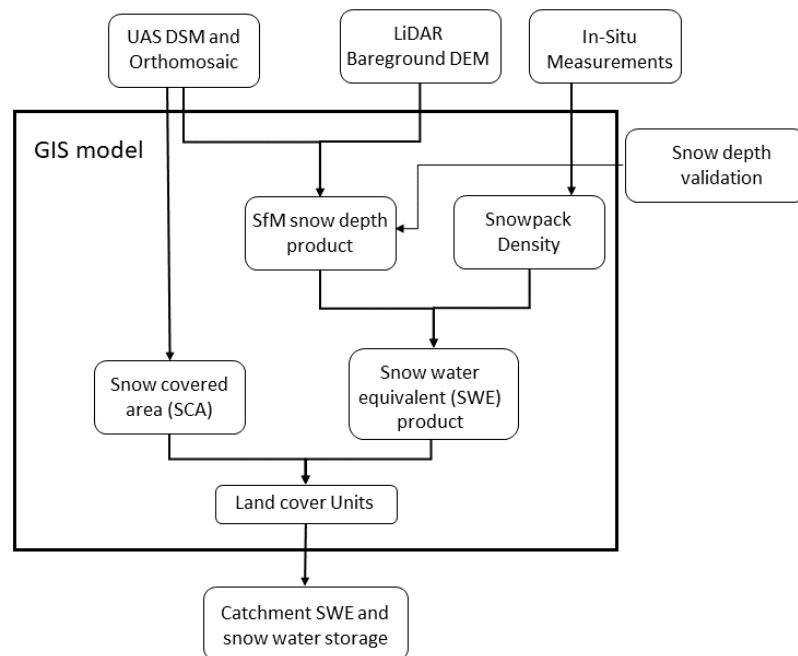 UAS DSM and
Orthomosaic
LiDAR
Bareground DEM
In-Situ
Measurements
GIS model
Snow depth
validation
SfM snow depth
product
Snowpack
Density
Snow covered
area (SCA)
Snow water
equivalent (SWE)
product
Land cover Units
Catchment SWE and
snow water storage